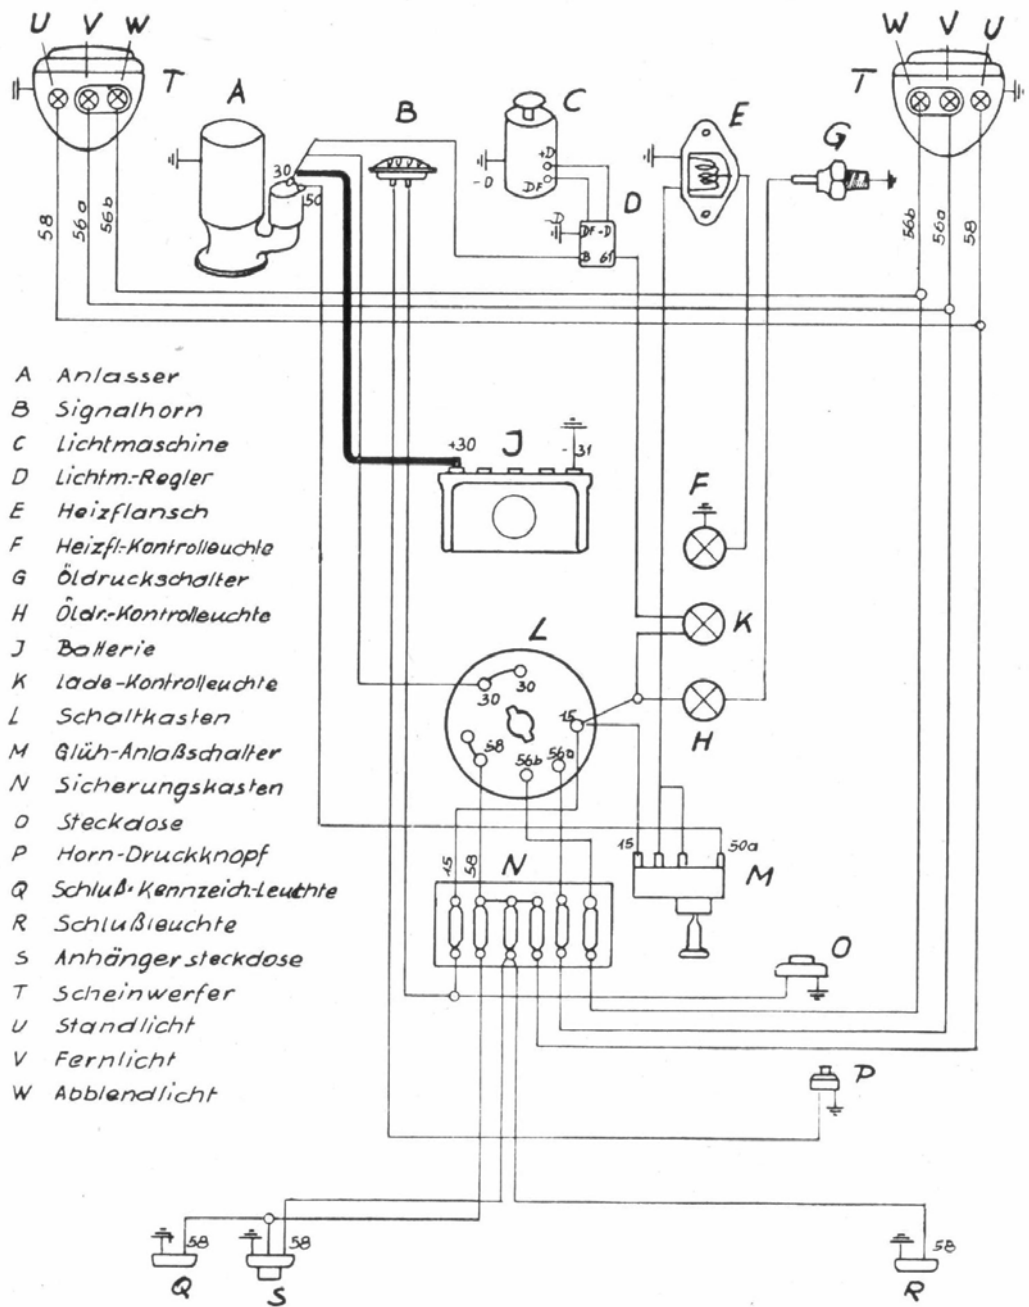 U V W
T
A
B
C
E
G
T
W V U
30
50
-D
+D
DF
D
-D
DF -D
B 61
58
56a
56b
56b
56a
58
A Anlasser
B Signalhorn
C Lichtmaschine
D Lichtm.-Regler
E Heizflansch
F Heizfl-Kontrolleuchte
G Öldruckschalter
H Öldr.-Kontrolleuchte
J Batterie
K Lade-Kontrolleuchte
L Schaltkasten
M Glüh-Anlaßschalter
N Sicherungskasten
O Steckdose
P Horn-Druckknopf
Q Schluß-Kennzeich-Leuchte
R Schlußleuchte
S Anhängersteckdose
T Scheinwerfer
U Standlicht
V Fernlicht
W Abblendlicht
+30
J
- 31
F
K
H
L
30
30
15
58
56b
56a
15
58
N
15
50a
M
O
P
58
Q
58
S
58
R